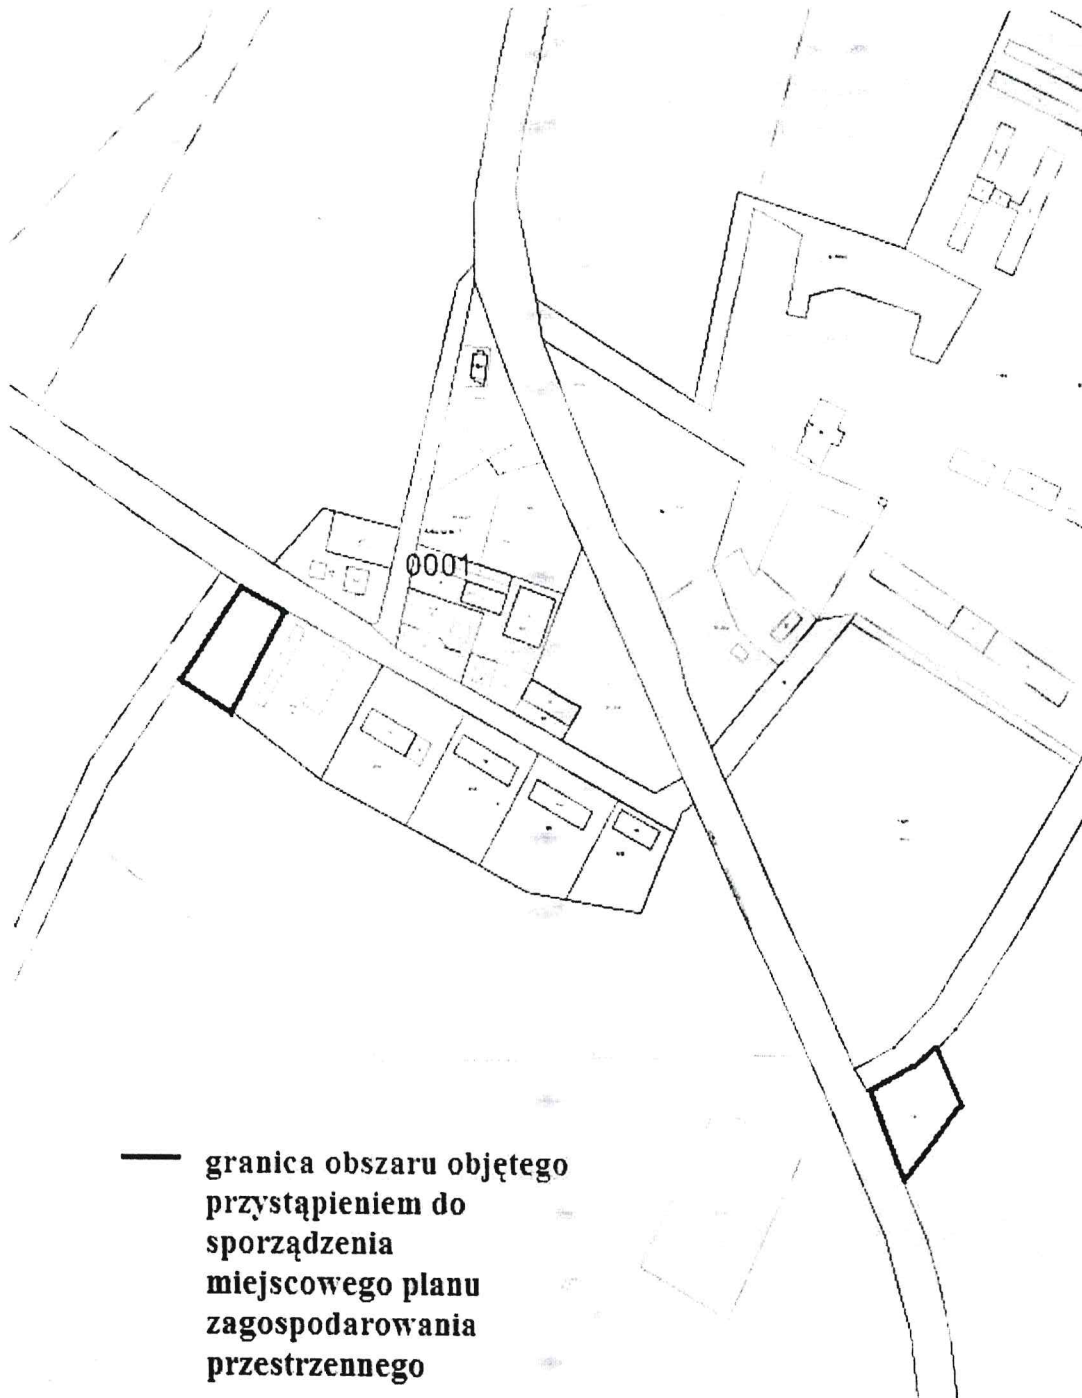 0001
granica obszaru objętego
przystąpieniem do
sporządzenia
miejscowego planu
zagospodarowania
przestrzennego